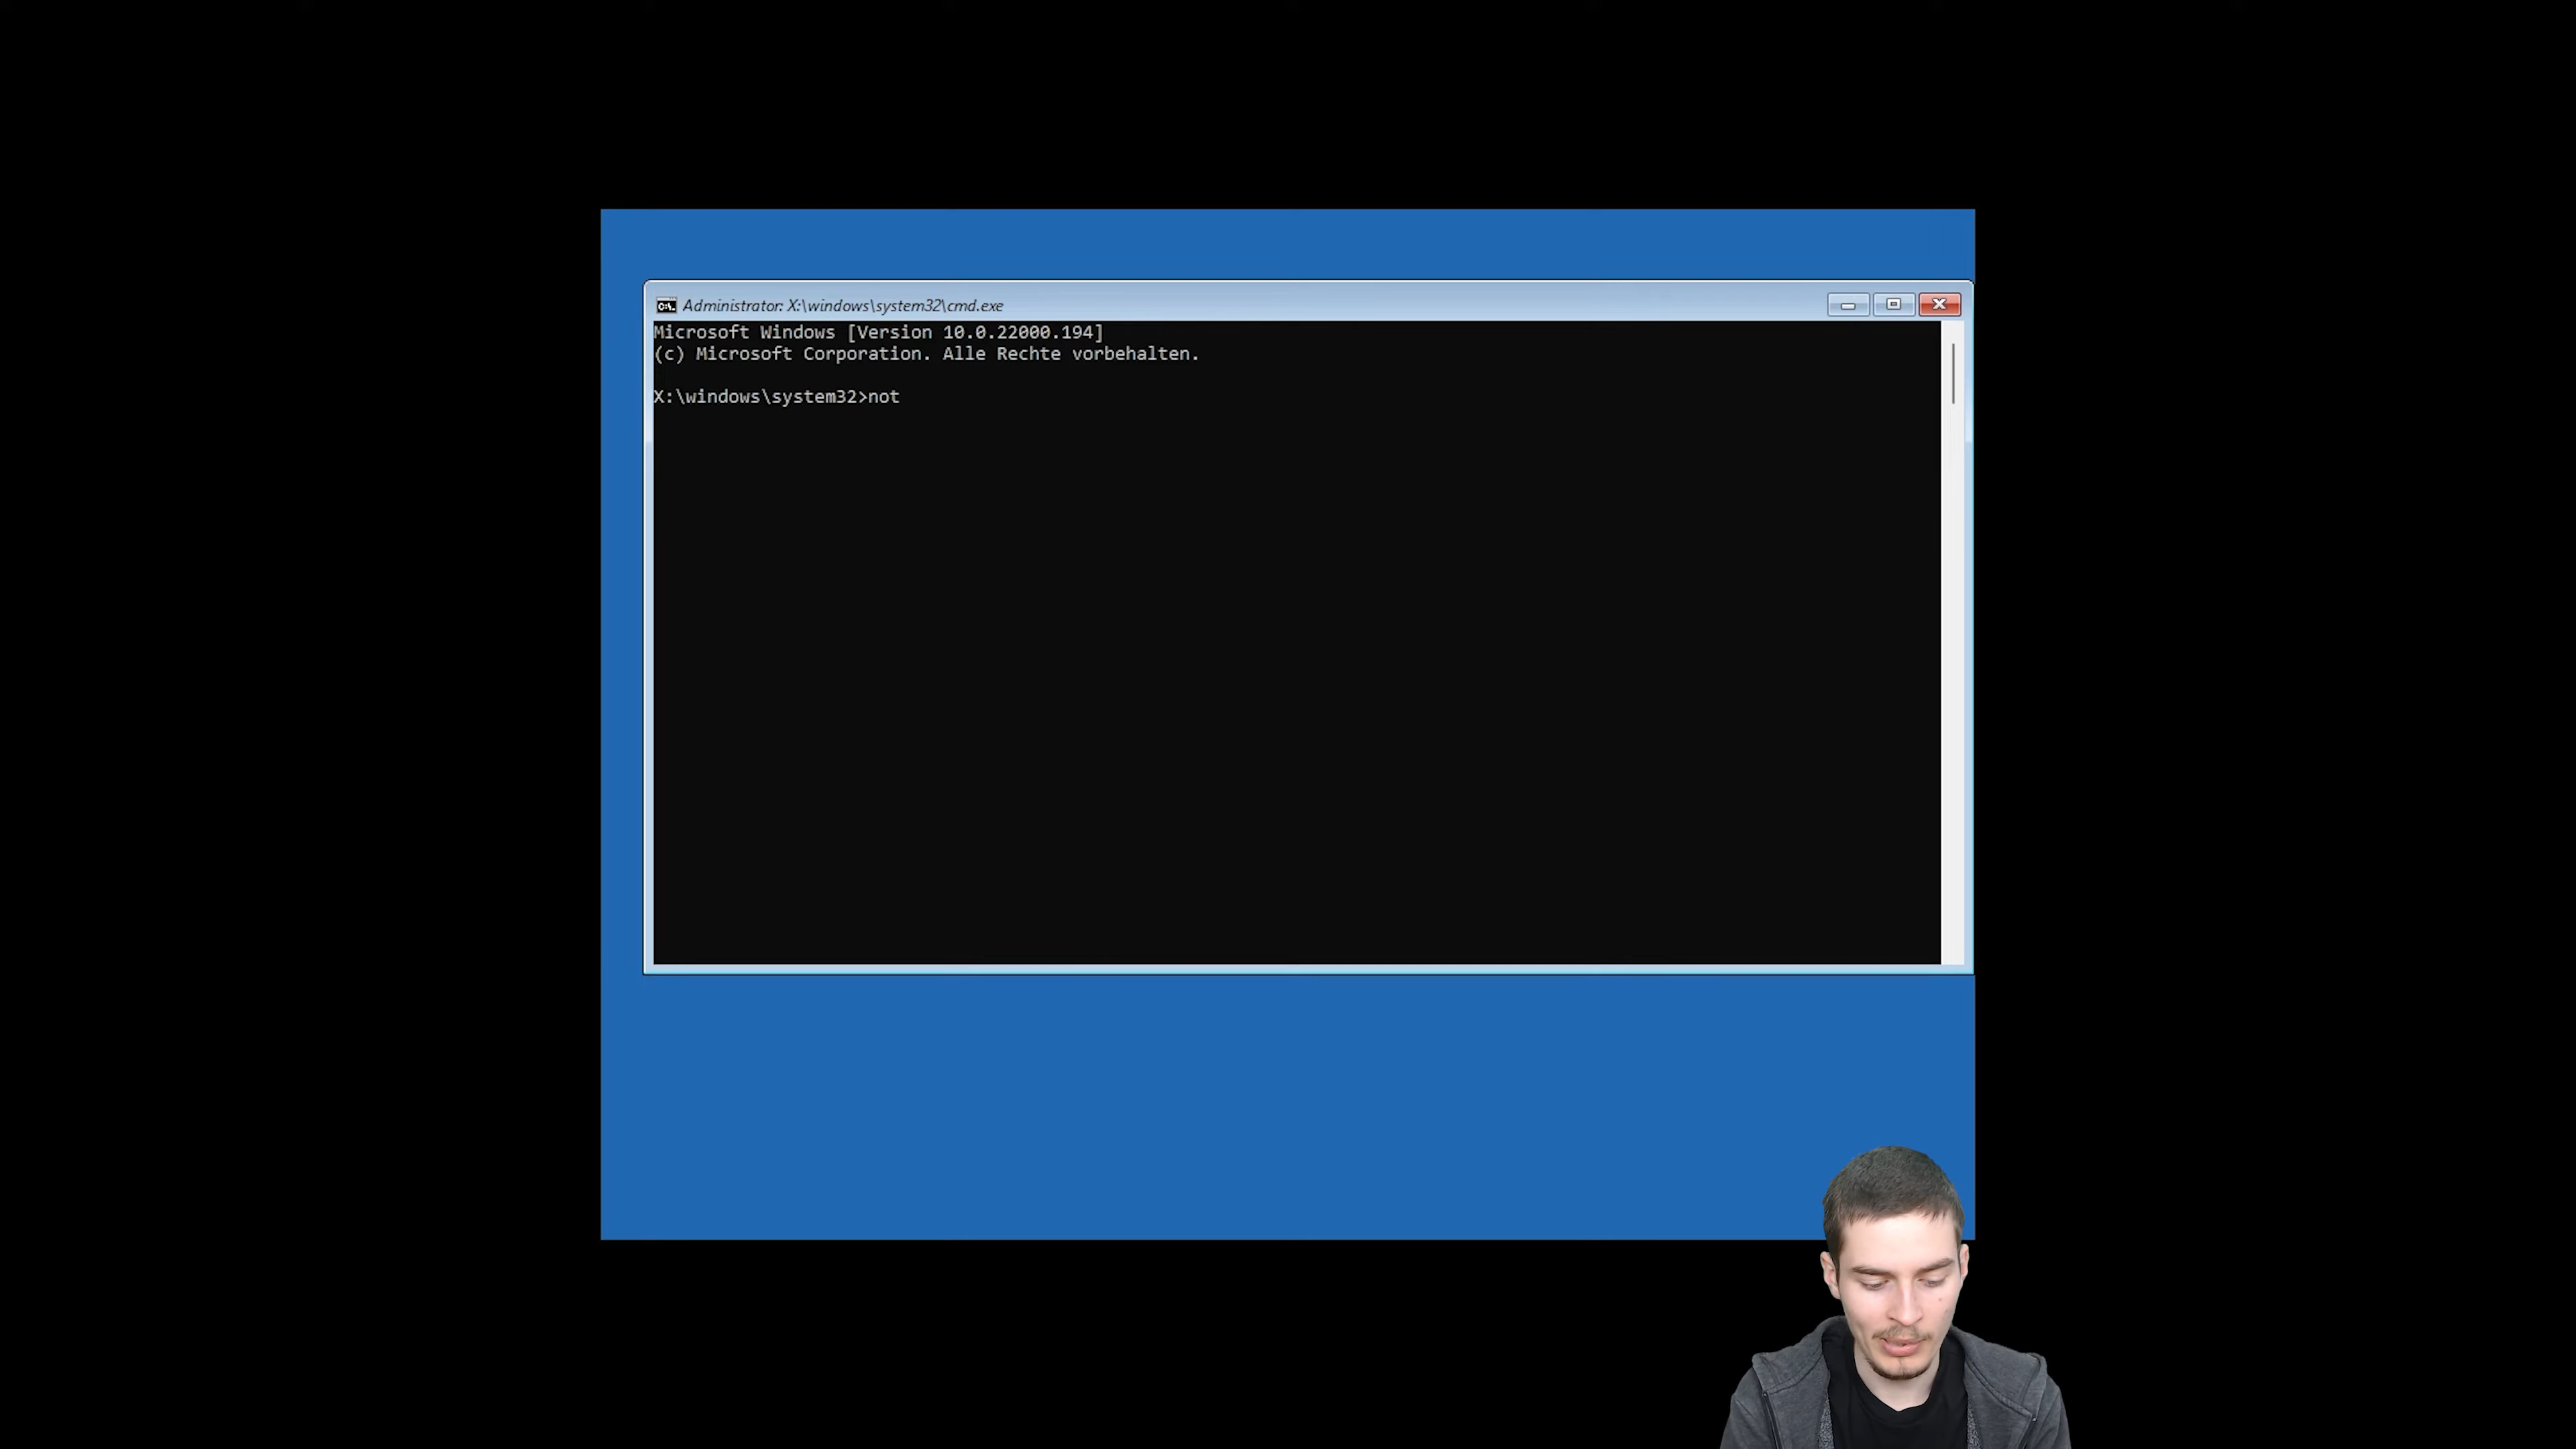 Administrator: X:\windows\system32\cmd.exe
Microsoft Windows [Version 10.0.22000.194]
(c) Microsoft Corporation. Alle Rechte vorbehalten.
X:\windows\system32>not